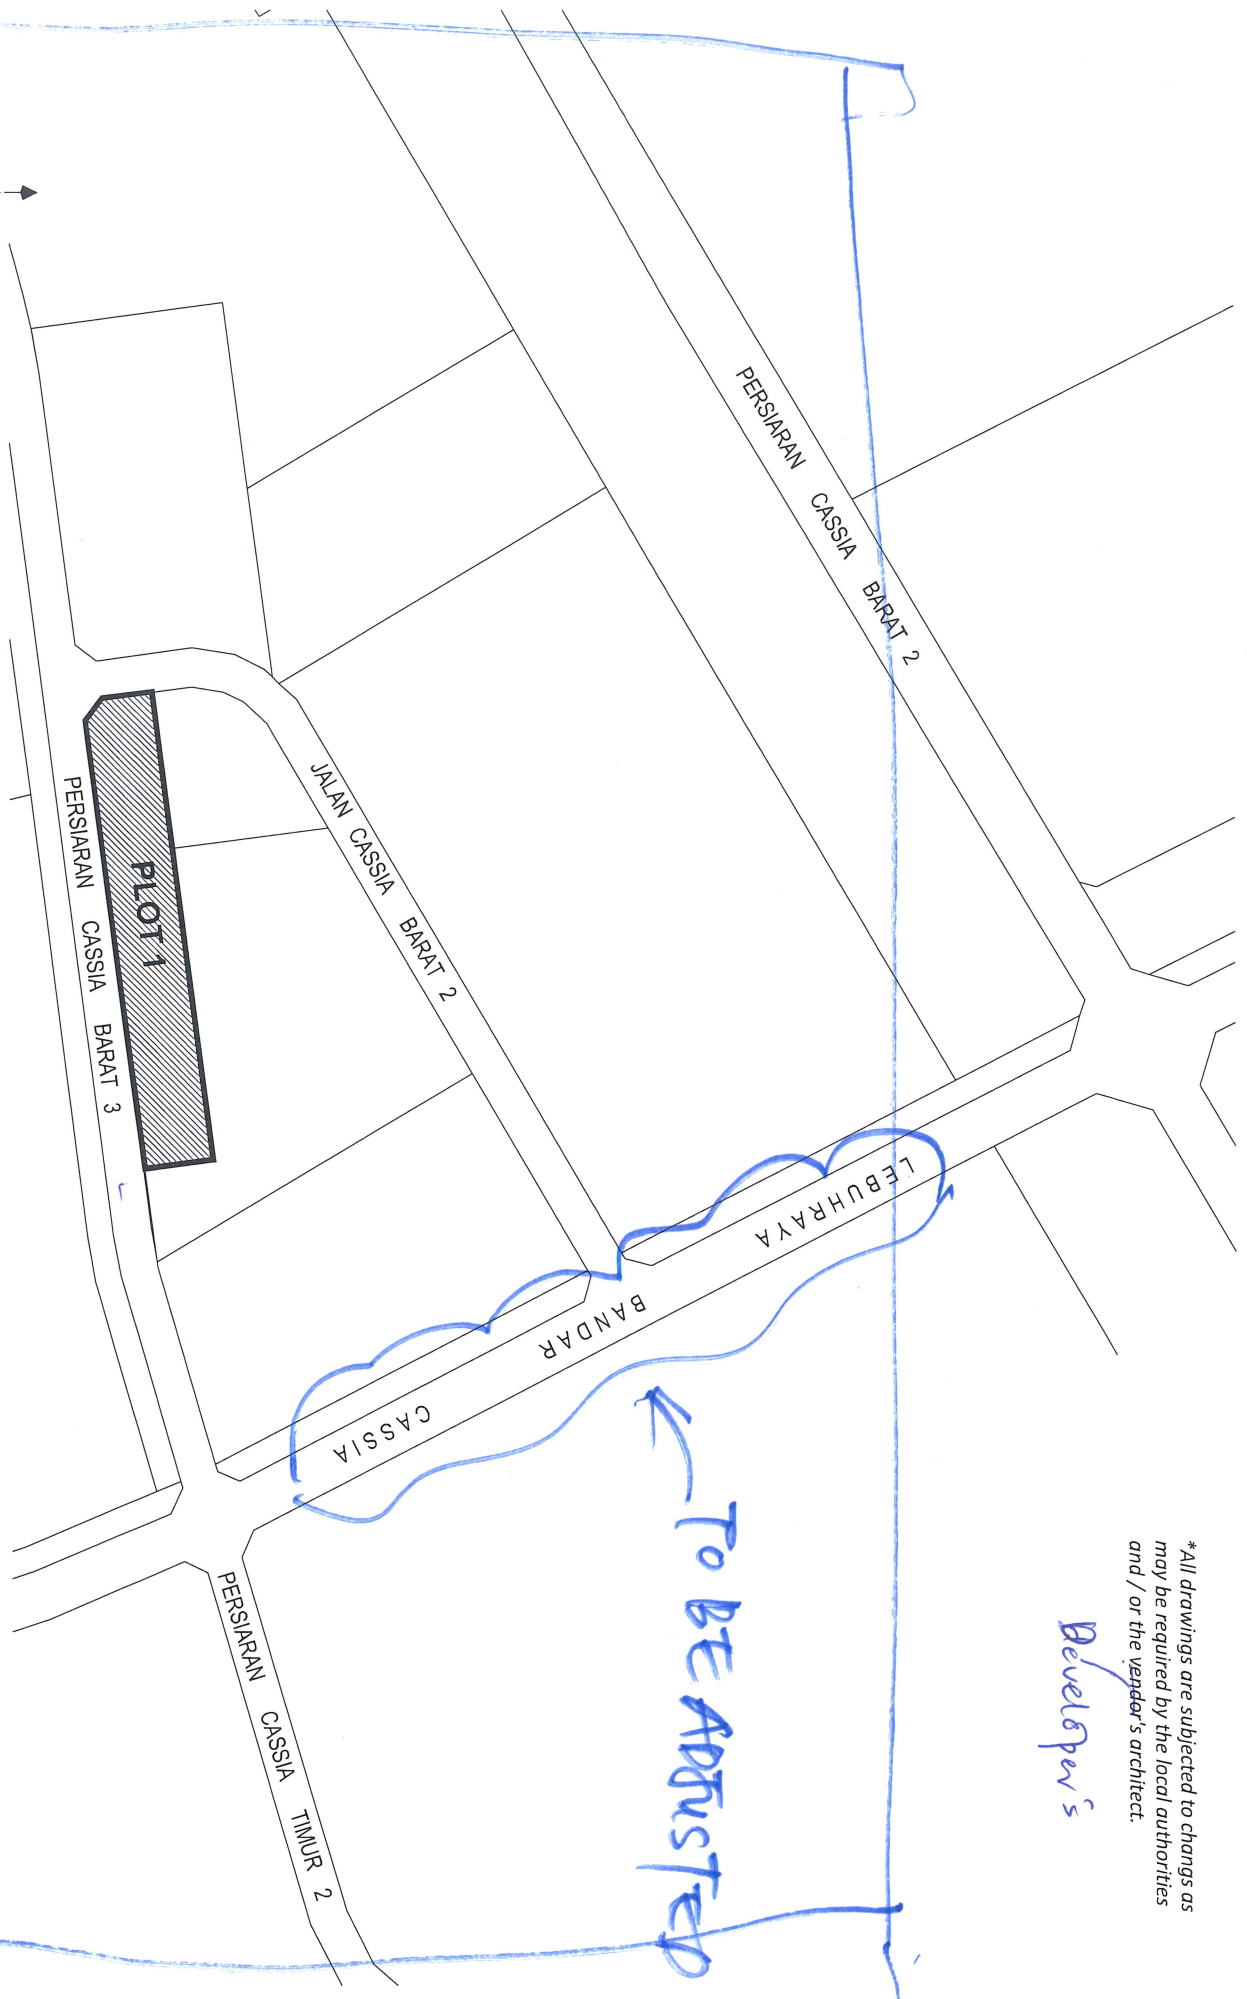 *All drawings are subjected to changs as
may be required by the local authorities
and / or the vendor's architect.
Developer's
PERSIARAN CASSIA BARAT 2
LEBUHRAYA BANDAR CASSIA
TO BE ADJUSTED
JALAN CASSIA BARAT 2
PLOT 1
PERSIARAN CASSIA BARAT 3
PERSIARAN CASSIA TIMUR 2